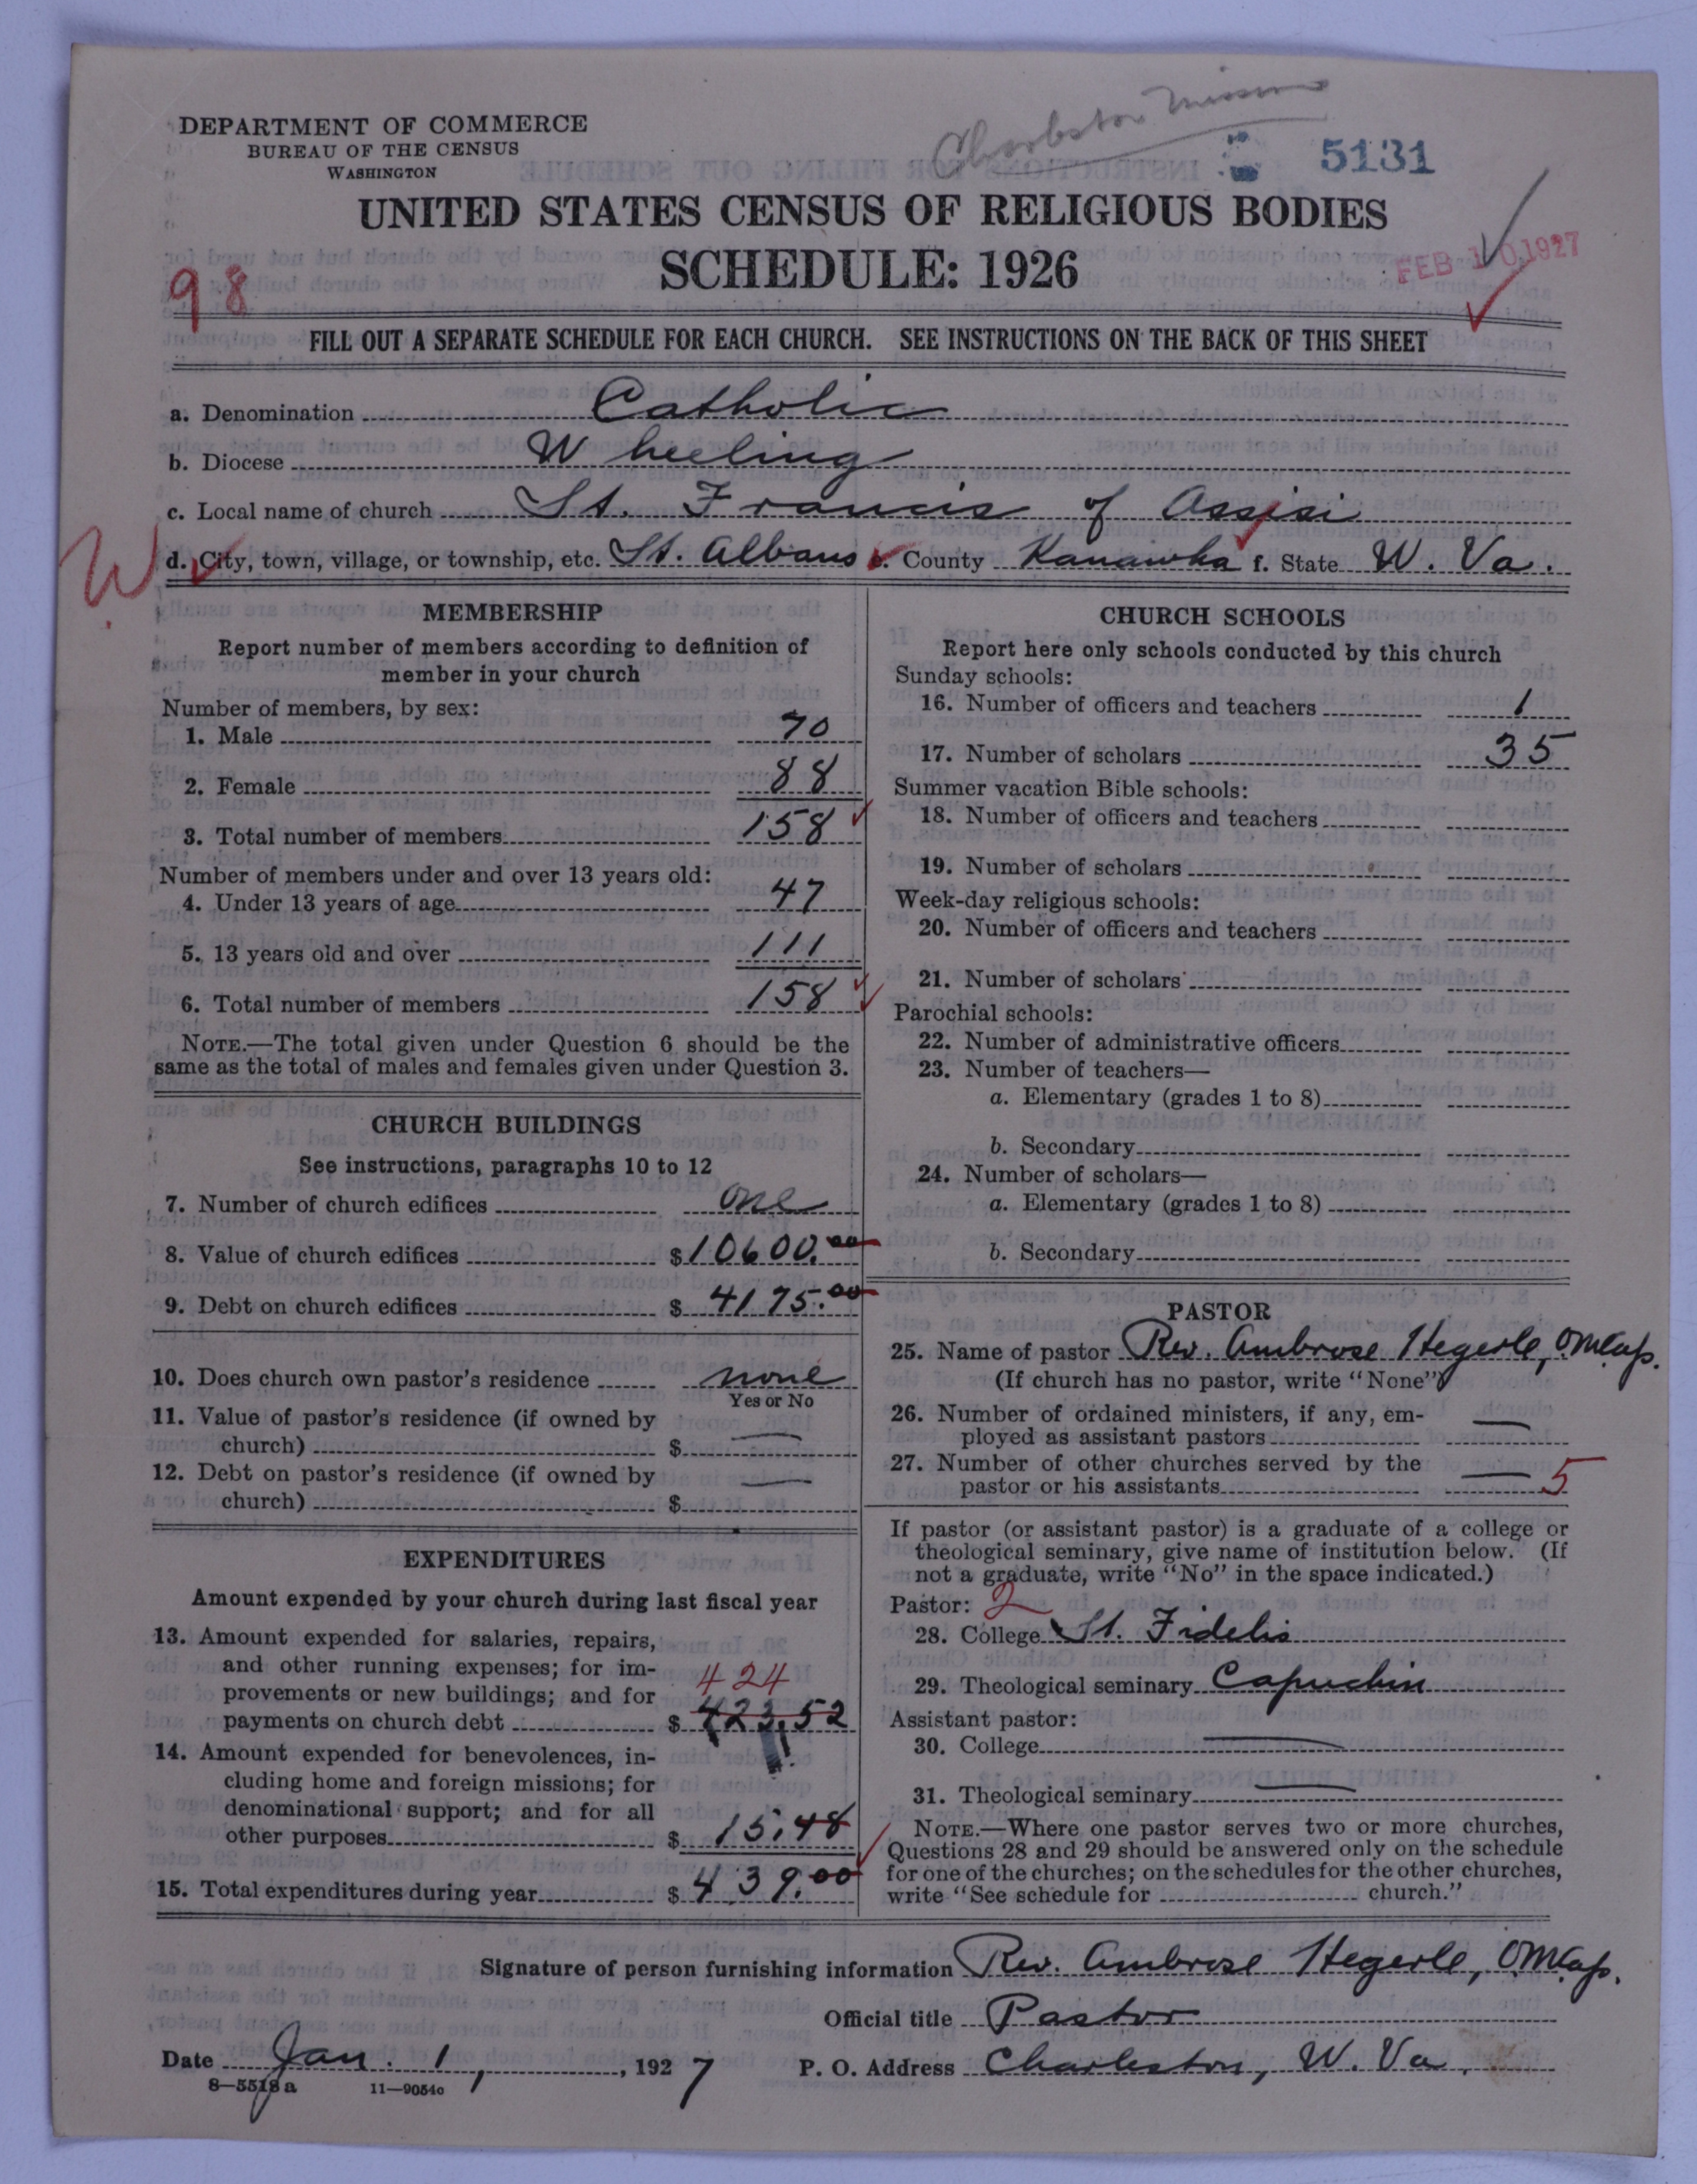 Charleston Mission
5131
DEPARTMENT OF COMMERCE
BUREAU OF THE CENSUS
WASHINGTON
UNITED STATES CENSUS OF RELIGIOUS BODIES
SCHEDULE: 1926
FEB 10 1927
98
FILL OUT A SEPARATE SCHEDULE FOR EACH CHURCH. SEE INSTRUCTIONS ON THE BACK OF THIS SHEET
a. Denomination Catholic
b. Diocese Wheeling
c. Local name of church St. Francis of Assisi
W
d. City, town, village, or township, etc. St. Albans e. County Kanawha f. State W. Va.
MEMBERSHIP
Report number of members according to definition of
member in your church
Number of members, by sex:
1. Male 70
2. Female 88
3. Total number of members 158
Number of members under and over 13 years old:
4. Under 13 years of age 47
5. 13 years old and over 111
6. Total number of members 158
NOTE.—The total given under Question 6 should be the
same as the total of males and females given under Question 3.
CHURCH BUILDINGS
See instructions, paragraphs 10 to 12
7. Number of church edifices one
8. Value of church edifices $10600.00
9. Debt on church edifices $ 4175.00
10. Does church own pastor's residence none
Yes or No
11. Value of pastor's residence (if owned by
church) $ —
12. Debt on pastor's residence (if owned by
church) $ —
EXPENDITURES
Amount expended by your church during last fiscal year
13. Amount expended for salaries, repairs,
and other running expenses; for im-
424
provements or new buildings; and for
payments on church debt $ 423.52
14. Amount expended for benevolences, in-
cluding home and foreign missions; for
denominational support; and for all
other purposes $ 15.48
15. Total expenditures during year $ 439.00
CHURCH SCHOOLS
Report here only schools conducted by this church
Sunday schools:
16. Number of officers and teachers 1
17. Number of scholars 35
Summer vacation Bible schools:
18. Number of officers and teachers
19. Number of scholars
Week-day religious schools:
20. Number of officers and teachers
21. Number of scholars
Parochial schools:
22. Number of administrative officers
23. Number of teachers—
a. Elementary (grades 1 to 8)
b. Secondary
24. Number of scholars—
a. Elementary (grades 1 to 8)
b. Secondary
PASTOR
25. Name of pastor Rev. Ambrose Hegerle, O.M.Cap.
(If church has no pastor, write "None")
26. Number of ordained ministers, if any, em-
ployed as assistant pastors —
27. Number of other churches served by the
pastor or his assistants — 5
If pastor (or assistant pastor) is a graduate of a college or
theological seminary, give name of institution below. (If
not a graduate, write "No" in the space indicated.)
Pastor: 2
28. College St. Fidelis
29. Theological seminary Capuchin
Assistant pastor:
30. College —
31. Theological seminary —
NOTE.—Where one pastor serves two or more churches,
Questions 28 and 29 should be answered only on the schedule
for one of the churches; on the schedules for the other churches,
write "See schedule for church."
Signature of person furnishing information Rev. Ambrose Hegerle, O.M.Cap.
Official title Pastor
Date Jan. 1, 1927 P. O. Address Charleston, W. Va.
8—5518 a 11—9054c